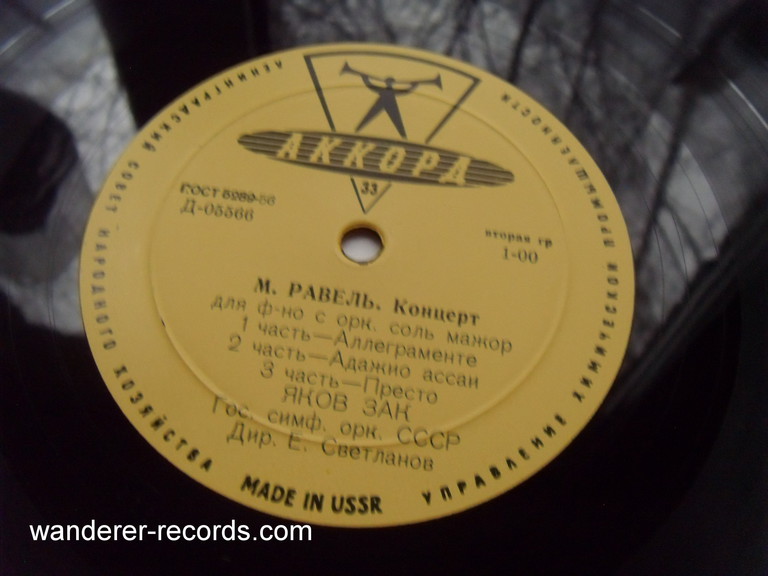 ЛЕНИНГРАДСКИЙ СОВЕТ НАРОДНОГО ХОЗЯЙСТВА
УПРАВЛЕНИЕ ХИМИЧЕСКОЙ ПРОМЫШЛЕННОСТИ
АККОРД
33
ГОСТ 5289-56
Д-05566
вторая гр
1-00
М. РАВЕЛЬ. Концерт
для ф-но с орк. соль мажор
1 часть—Аллеграменте
2 часть—Адажио ассаи
3 часть—Престо
ЯКОВ ЗАК
Гос. симф. орк. СССР
Дир. Е. Светланов
MADE IN USSR
wanderer-records.com